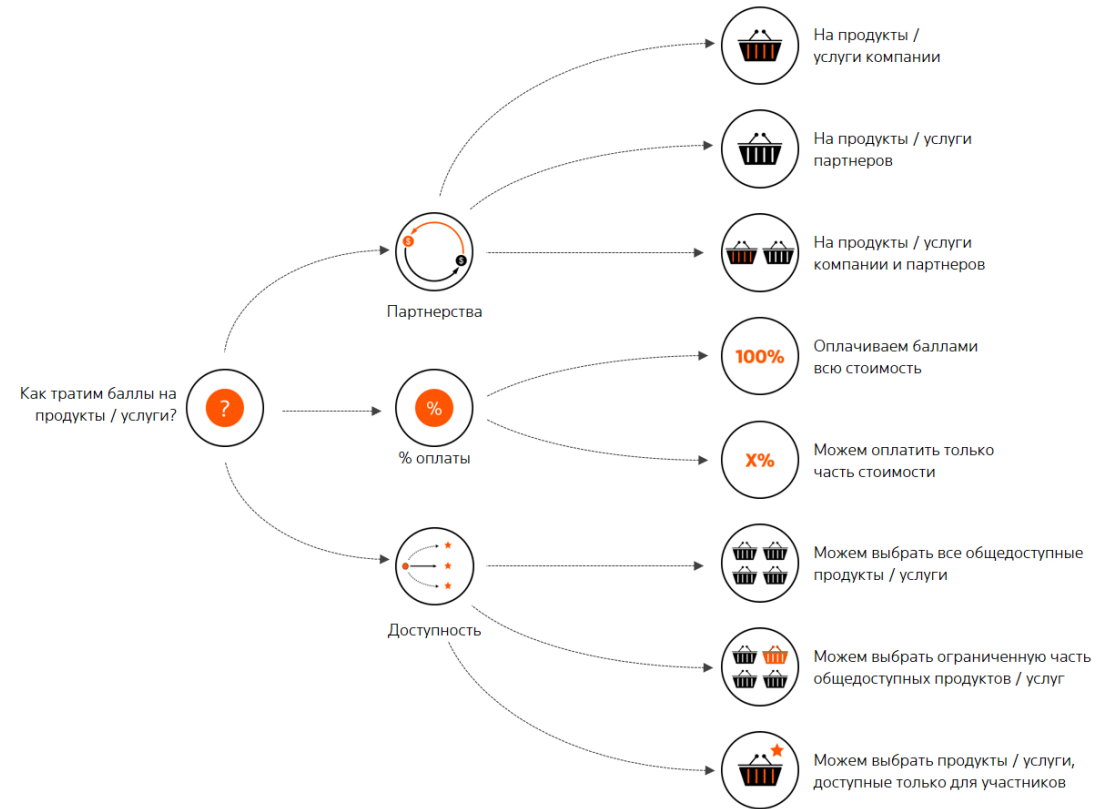 Как тратим баллы на
продукты / услуги?
?
$
$
Партнерства
%
% оплаты
Доступность
На продукты /
услуги компании
На продукты / услуги
партнеров
На продукты / услуги
компании и партнеров
100%
Оплачиваем баллами
всю стоимость
X%
Можем оплатить только
часть стоимости
Можем выбрать все общедоступные
продукты / услуги
Можем выбрать ограниченную часть
общедоступных продуктов / услуг
Можем выбрать продукты / услуги,
доступные только для участников